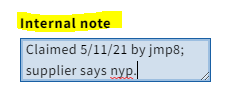 Internal note
Claimed 5/11/21 by jmp8;
supplier says nyp.